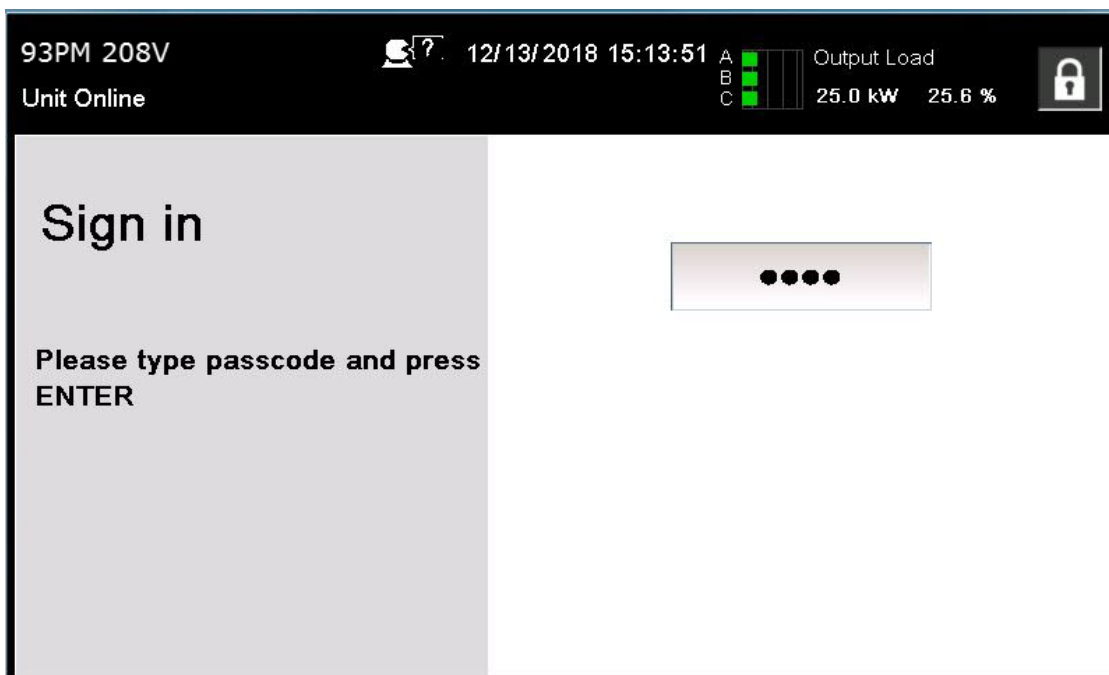 93PM 208V
?
12/13/2018 15:13:51
A
B
C
Output Load
Unit Online
25.0 kW 25.6 %
Sign in
Please type passcode and press
ENTER